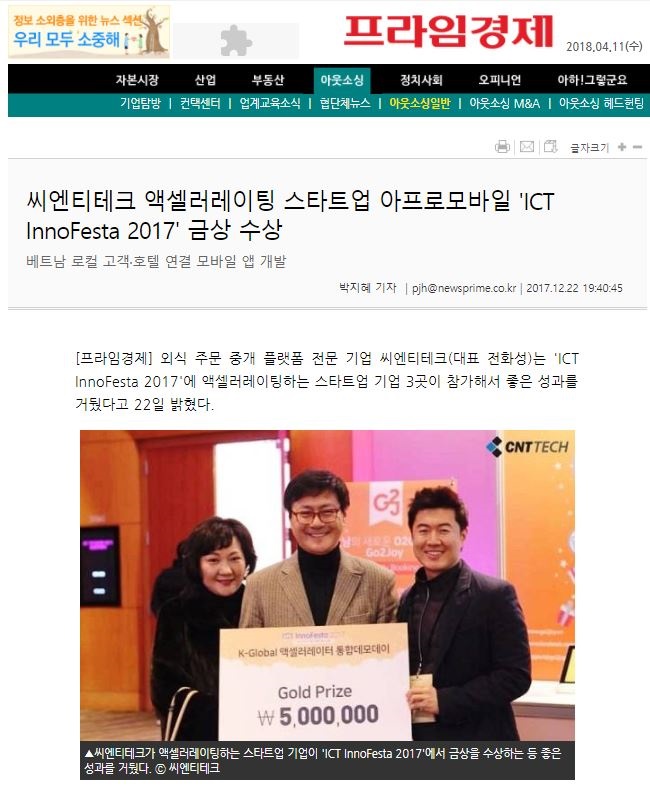 정보 소외층을 위한 뉴스 섹션
우리 모두 '소중해'
프라임경제
2018,04,11(수)
자본시장 산업 부동산 아웃소싱 정치사회 오피니언 아하!그렇군요
기업탐방 | 컨택센터 | 업계교육소식 | 협단체뉴스 | 아웃소싱일반 | 아웃소싱 M&A | 아웃소싱 헤드헌팅
글자크기
씨엔티테크 액셀러레이팅 스타트업 아프로모바일 'ICT
InnoFesta 2017' 금상 수상
베트남 로컬 고객·호텔 연결 모바일 앱 개발
박지혜 기자 | pjh@newsprime.co.kr | 2017.12.22 19:40:45
[프라임경제] 외식 주문 중개 플랫폼 전문 기업 씨엔티테크(대표 전화성)는 'ICT
InnoFesta 2017'에 액셀러레이팅하는 스타트업 기업 3곳이 참가해서 좋은 성과를
거뒀다고 22일 밝혔다.
CNTTECH
G2J
남의 새로운 O2O
Go2Joy
ICT InnoFesta 2017
K-Global 액셀러레이터 통합데모데이
Gold Prize
₩ 5,000,000
▲씨엔티테크가 액셀러레이팅하는 스타트업 기업이 'ICT InnoFesta 2017'에서 금상을 수상하는 등 좋은
성과를 거뒀다. ⓒ 씨엔티테크